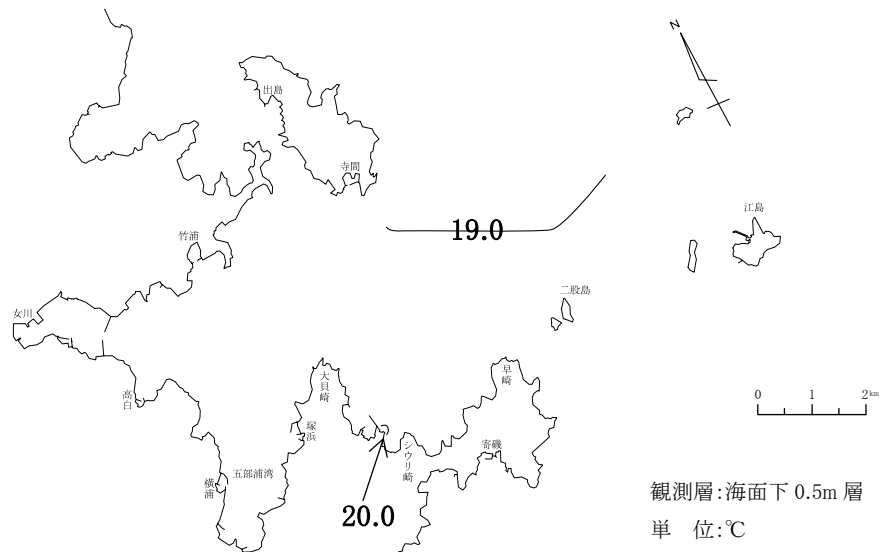 N
出島
寺間
江島
19.0
竹浦
二股島
女川
大貝崎
早崎
0 1 2km
高白
塚浜
シウリ崎
寄磯
五部浦湾
横浦
観測層:海面下 0.5m 層
20.0
単 位:℃